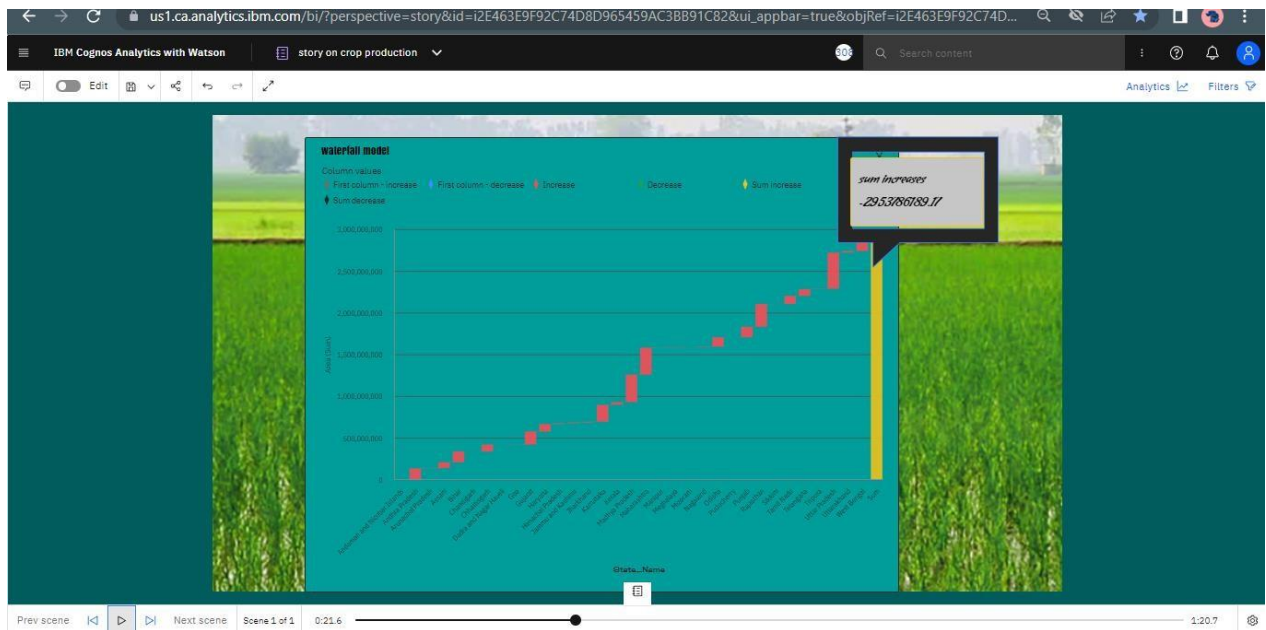 us1.ca.analytics.ibm.com/bi/?perspective=story&id=i2E463E9F92C74D8D965459AC3BB91C82&ui_appbar=true&objRef=i2E463E9F92C74D...
IBM Cognos Analytics with Watson
story on crop production
Search content
Edit
Analytics
Filters
waterfall model
Column values
First column - increase
First column - decrease
Increase
Decrease
Sum increase
Sum decrease
sum increases
-2953786189.17
3,000,000,000
2,500,000,000
2,000,000,000
1,500,000,000
1,000,000,000
500,000,000
0
Area (Sum)
Andaman and Nicobar Islands
Andhra Pradesh
Arunachal Pradesh
Assam
Bihar
Chandigarh
Chhattisgarh
Dadra and Nagar Haveli
Goa
Gujarat
Haryana
Himachal Pradesh
Jammu and Kashmir
Jharkhand
Karnataka
Kerala
Madhya Pradesh
Maharashtra
Manipur
Meghalaya
Mizoram
Nagaland
Odisha
Puducherry
Punjab
Rajasthan
Sikkim
Tamil Nadu
Telangana
Tripura
Uttar Pradesh
Uttarakhand
West Bengal
Sum
State_Name
Prev scene
Next scene
Scene 1 of 1
0:21.6
1:20.7